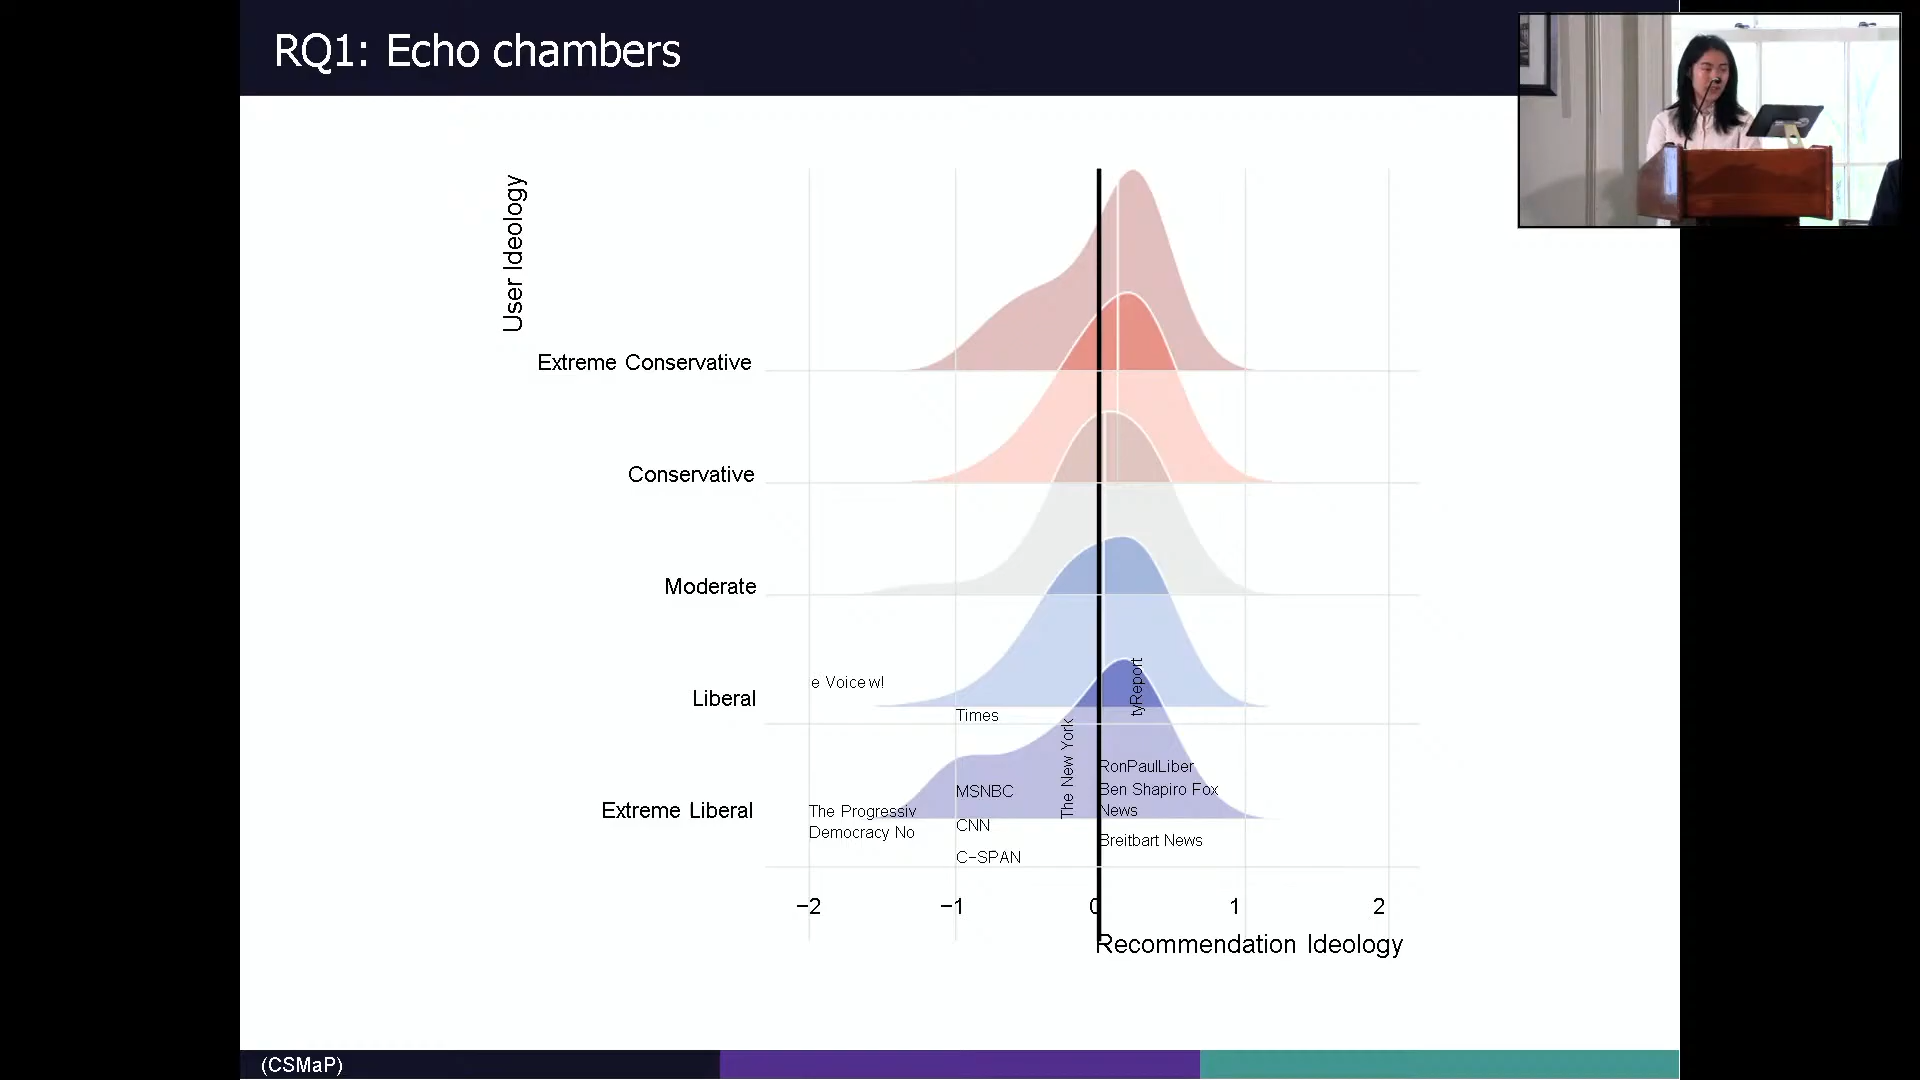 RQ1: Echo chambers
User Ideology
Extreme Conservative
Conservative
Moderate
Liberal
Extreme Liberal
e Voice w!
Times
The New York
tyReport
MSNBC
RonPaulLiber
Ben Shapiro Fox
News
The Progressiv
Democracy No
CNN
C-SPAN
Breitbart News
−2 −1 0 1 2
Recommendation Ideology
(CSMaP)